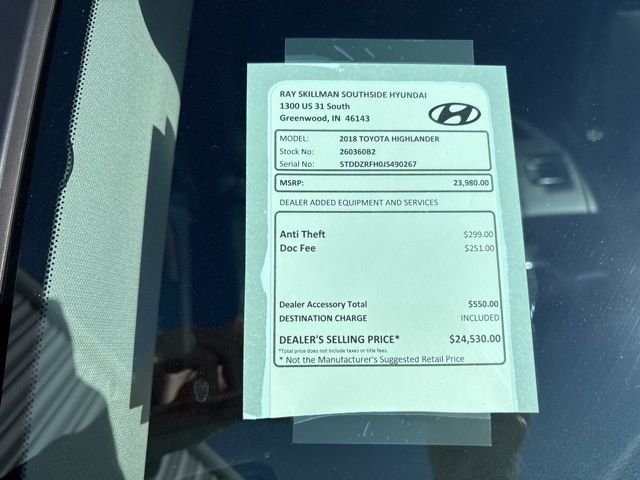 RAY SKILLMAN SOUTHSIDE HYUNDAI
1300 US 31 South
Greenwood, IN 46143
MODEL: 2018 TOYOTA HIGHLANDER
Stock No: 260360B2
Serial No: 5TDDZRFH0JS490267
MSRP: 23,980.00
DEALER ADDED EQUIPMENT AND SERVICES
Anti Theft $299.00
Doc Fee $251.00
Dealer Accessory Total $550.00
DESTINATION CHARGE INCLUDED
DEALER'S SELLING PRICE* $24,530.00
*Total price does not include taxes or title fees.
* Not the Manufacturer's Suggested Retail Price